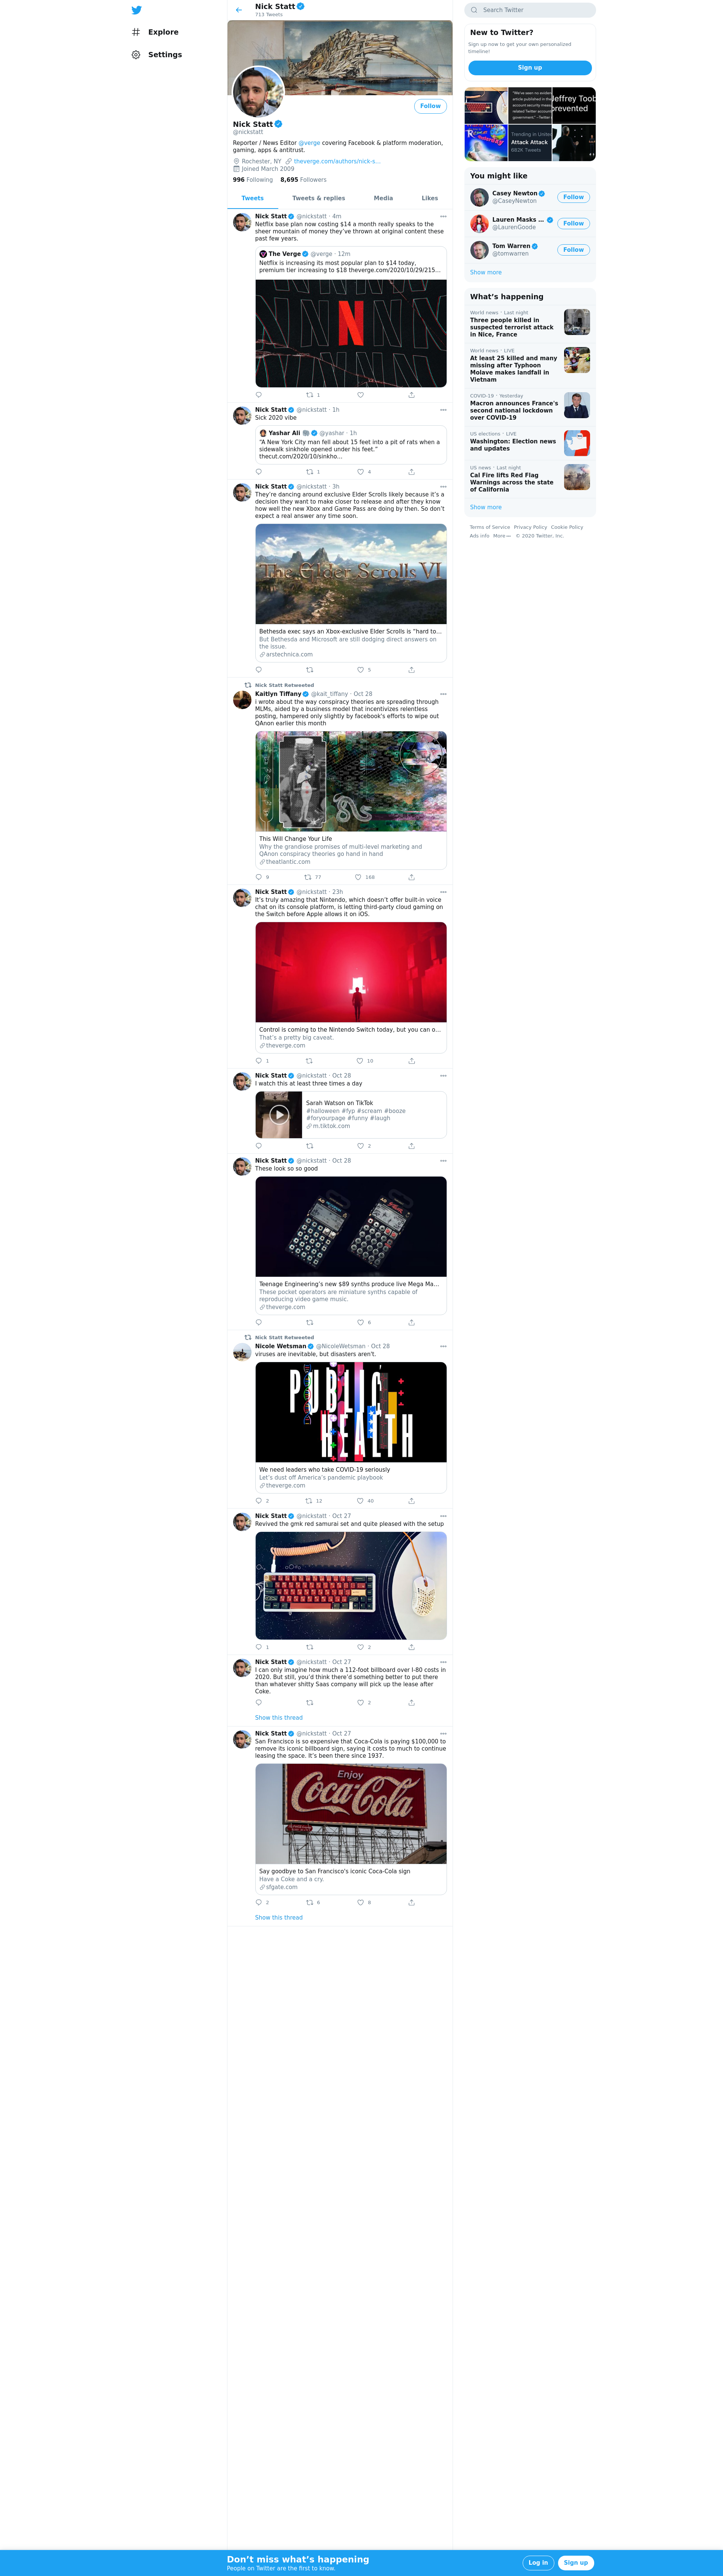 Explore
Settings
Nick Statt
713 Tweets
Follow
Nick Statt
@nickstatt
Reporter / News Editor @verge covering Facebook & platform moderation,
gaming, apps & antitrust.
Rochester, NY theverge.com/authors/nick-s…
Joined March 2009
996 Following 8,695 Followers
Tweets Tweets & replies Media Likes
Nick Statt @nickstatt · 4m
Netflix base plan now costing $14 a month really speaks to the
sheer mountain of money they've thrown at original content these
past few years.
The Verge @verge · 12m
Netflix is increasing its most popular plan to $14 today,
premium tier increasing to $18 theverge.com/2020/10/29/215…
N
1
Nick Statt @nickstatt · 1h
Sick 2020 vibe
Yashar Ali @yashar · 1h
"A New York City man fell about 15 feet into a pit of rats when a
sidewalk sinkhole opened under his feet."
thecut.com/2020/10/sinkho…
1 4
Nick Statt @nickstatt · 3h
They're dancing around exclusive Elder Scrolls likely because it's a
decision they want to make closer to release and after they know
how well the new Xbox and Game Pass are doing by then. So don't
expect a real answer any time soon.
The Elder Scrolls VI
Bethesda exec says an Xbox-exclusive Elder Scrolls is "hard to…
But Bethesda and Microsoft are still dodging direct answers on
the issue.
arstechnica.com
5
Nick Statt Retweeted
Kaitlyn Tiffany @kait_tiffany · Oct 28
i wrote about the way conspiracy theories are spreading through
MLMs, aided by a business model that incentivizes relentless
posting, hampered only slightly by facebook's efforts to wipe out
QAnon earlier this month
This Will Change Your Life
Why the grandiose promises of multi-level marketing and
QAnon conspiracy theories go hand in hand
theatlantic.com
9 77 168
Nick Statt @nickstatt · 23h
It's truly amazing that Nintendo, which doesn't offer built-in voice
chat on its console platform, is letting third-party cloud gaming on
the Switch before Apple allows it on iOS.
Control is coming to the Nintendo Switch today, but you can o…
That's a pretty big caveat.
theverge.com
1 10
Nick Statt @nickstatt · Oct 28
I watch this at least three times a day
Sarah Watson on TikTok
#halloween #fyp #scream #booze
#foryourpage #funny #laugh
m.tiktok.com
2
Nick Statt @nickstatt · Oct 28
These look so so good
Teenage Engineering's new $89 synths produce live Mega Ma…
These pocket operators are miniature synths capable of
reproducing video game music.
theverge.com
6
Nick Statt Retweeted
Nicole Wetsman @NicoleWetsman · Oct 28
viruses are inevitable, but disasters aren't.
PUBLIC
HEALTH
We need leaders who take COVID-19 seriously
Let's dust off America's pandemic playbook
theverge.com
2 12 40
Nick Statt @nickstatt · Oct 27
Revived the gmk red samurai set and quite pleased with the setup
1 2
Nick Statt @nickstatt · Oct 27
I can only imagine how much a 112-foot billboard over I-80 costs in
2020. But still, you'd think there'd something better to put there
than whatever shitty Saas company will pick up the lease after
Coke.
2
Show this thread
Nick Statt @nickstatt · Oct 27
San Francisco is so expensive that Coca-Cola is paying $100,000 to
remove its iconic billboard sign, saying it costs to much to continue
leasing the space. It's been there since 1937.
Enjoy
Coca-Cola
Say goodbye to San Francisco's iconic Coca-Cola sign
Have a Coke and a cry.
sfgate.com
2 6 8
Show this thread
Search Twitter
New to Twitter?
Sign up now to get your own personalized
timeline!
Sign up
Jeffrey Toob
prevented
Trending in United
Attack Attack
682K Tweets
You might like
Casey Newton
@CaseyNewton
Follow
Lauren Masks …
@LaurenGoode
Follow
Tom Warren
@tomwarren
Follow
Show more
What's happening
World news · Last night
Three people killed in
suspected terrorist attack
in Nice, France
World news · LIVE
At least 25 killed and many
missing after Typhoon
Molave makes landfall in
Vietnam
COVID-19 · Yesterday
Macron announces France's
second national lockdown
over COVID-19
US elections · LIVE
Washington: Election news
and updates
US news · Last night
Cal Fire lifts Red Flag
Warnings across the state
of California
Show more
Terms of Service Privacy Policy Cookie Policy
Ads info More © 2020 Twitter, Inc.
Don't miss what's happening
People on Twitter are the first to know.
Log in Sign up